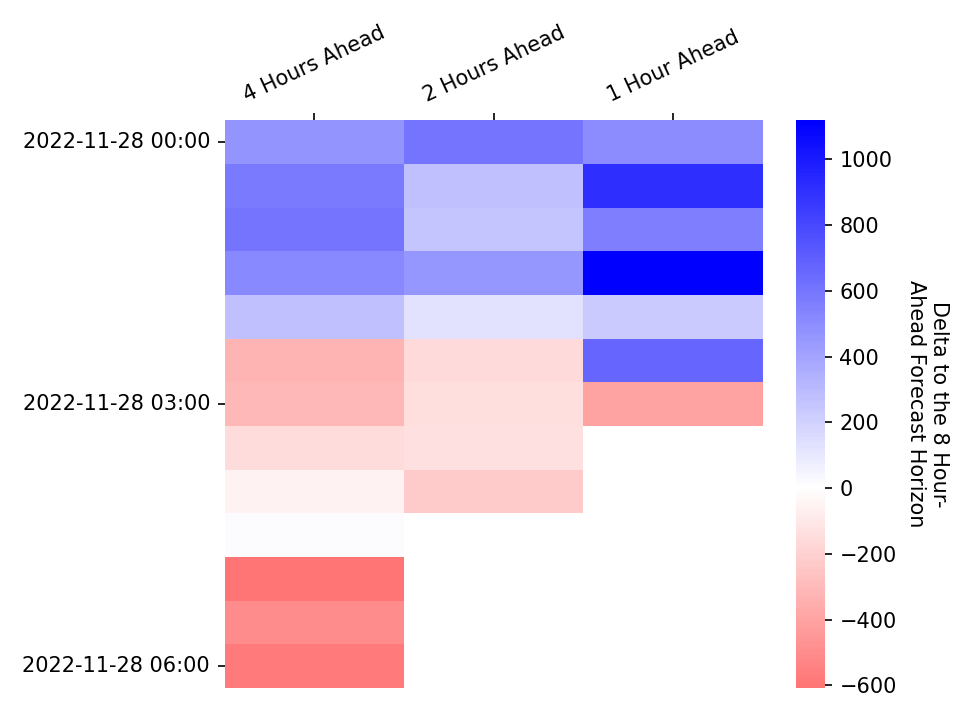 4 Hours Ahead
2 Hours Ahead
1 Hour Ahead
2022-11-28 00:00
2022-11-28 03:00
2022-11-28 06:00
1000
800
600
400
200
0
−200
−400
−600
Delta to the 8 Hour-
Ahead Forecast Horizon